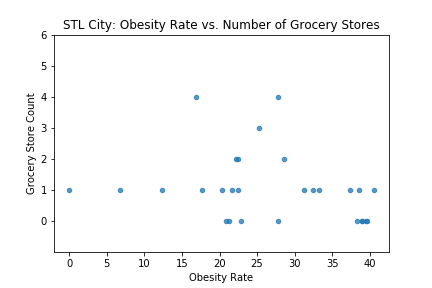 STL City: Obesity Rate vs. Number of Grocery Stores
6
5
4
3
2
1
0
Grocery Store Count
0 5 10 15 20 25 30 35 40
Obesity Rate